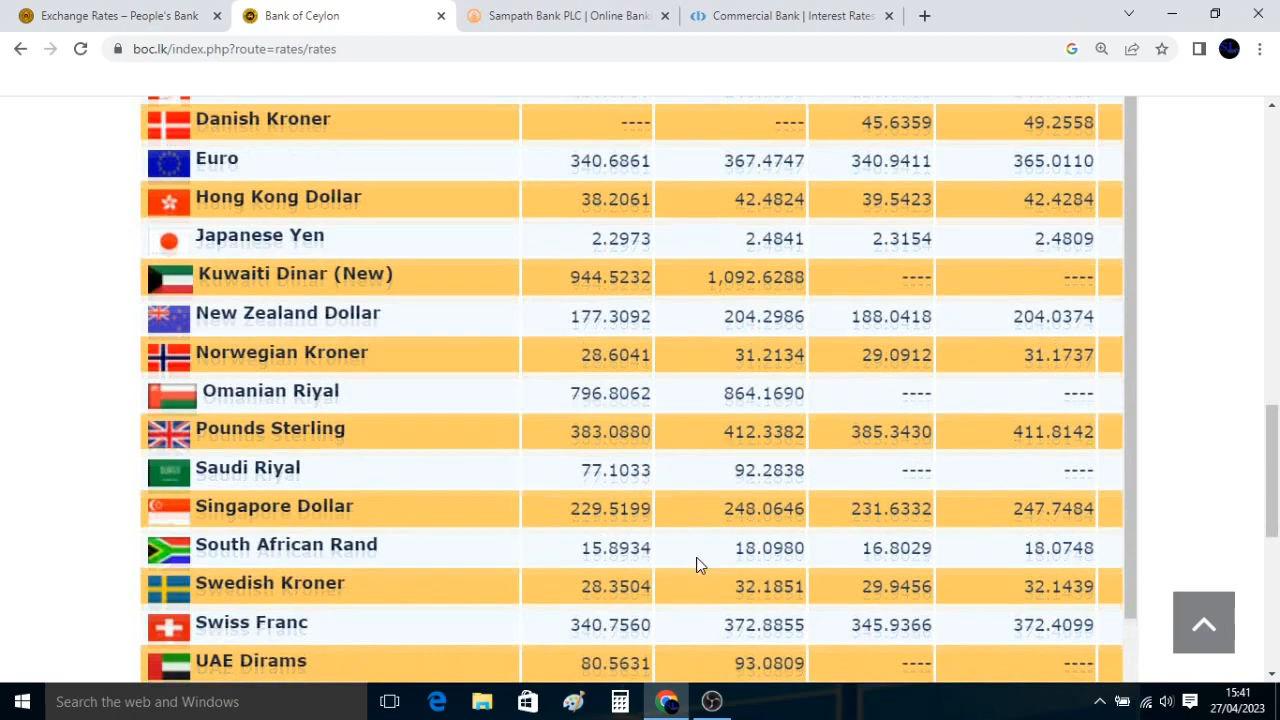 Exchange Rates – People's Bank
Bank of Ceylon
Sampath Bank PLC | Online Bank
Commercial Bank | Interest Rates
boc.lk/index.php?route=rates/rates
Danish Kroner ---- ---- 45.6359 49.2558
Euro 340.6861 367.4747 340.9411 365.0110
Hong Kong Dollar 38.2061 42.4824 39.5423 42.4284
Japanese Yen 2.2973 2.4841 2.3154 2.4809
Kuwaiti Dinar (New) 944.5232 1,092.6288 ---- ----
New Zealand Dollar 177.3092 204.2986 188.0418 204.0374
Norwegian Kroner 28.6041 31.2134 29.0912 31.1737
Omanian Riyal 796.8062 864.1690 ---- ----
Pounds Sterling 383.0880 412.3382 385.3430 411.8142
Saudi Riyal 77.1033 92.2838 ---- ----
Singapore Dollar 229.5199 248.0646 231.6332 247.7484
South African Rand 15.8934 18.0980 16.8029 18.0748
Swedish Kroner 28.3504 32.1851 29.9456 32.1439
Swiss Franc 340.7560 372.8855 345.9366 372.4099
UAE Dirams 80.5631 93.0809 ---- ----
Search the web and Windows
15:41
27/04/2023